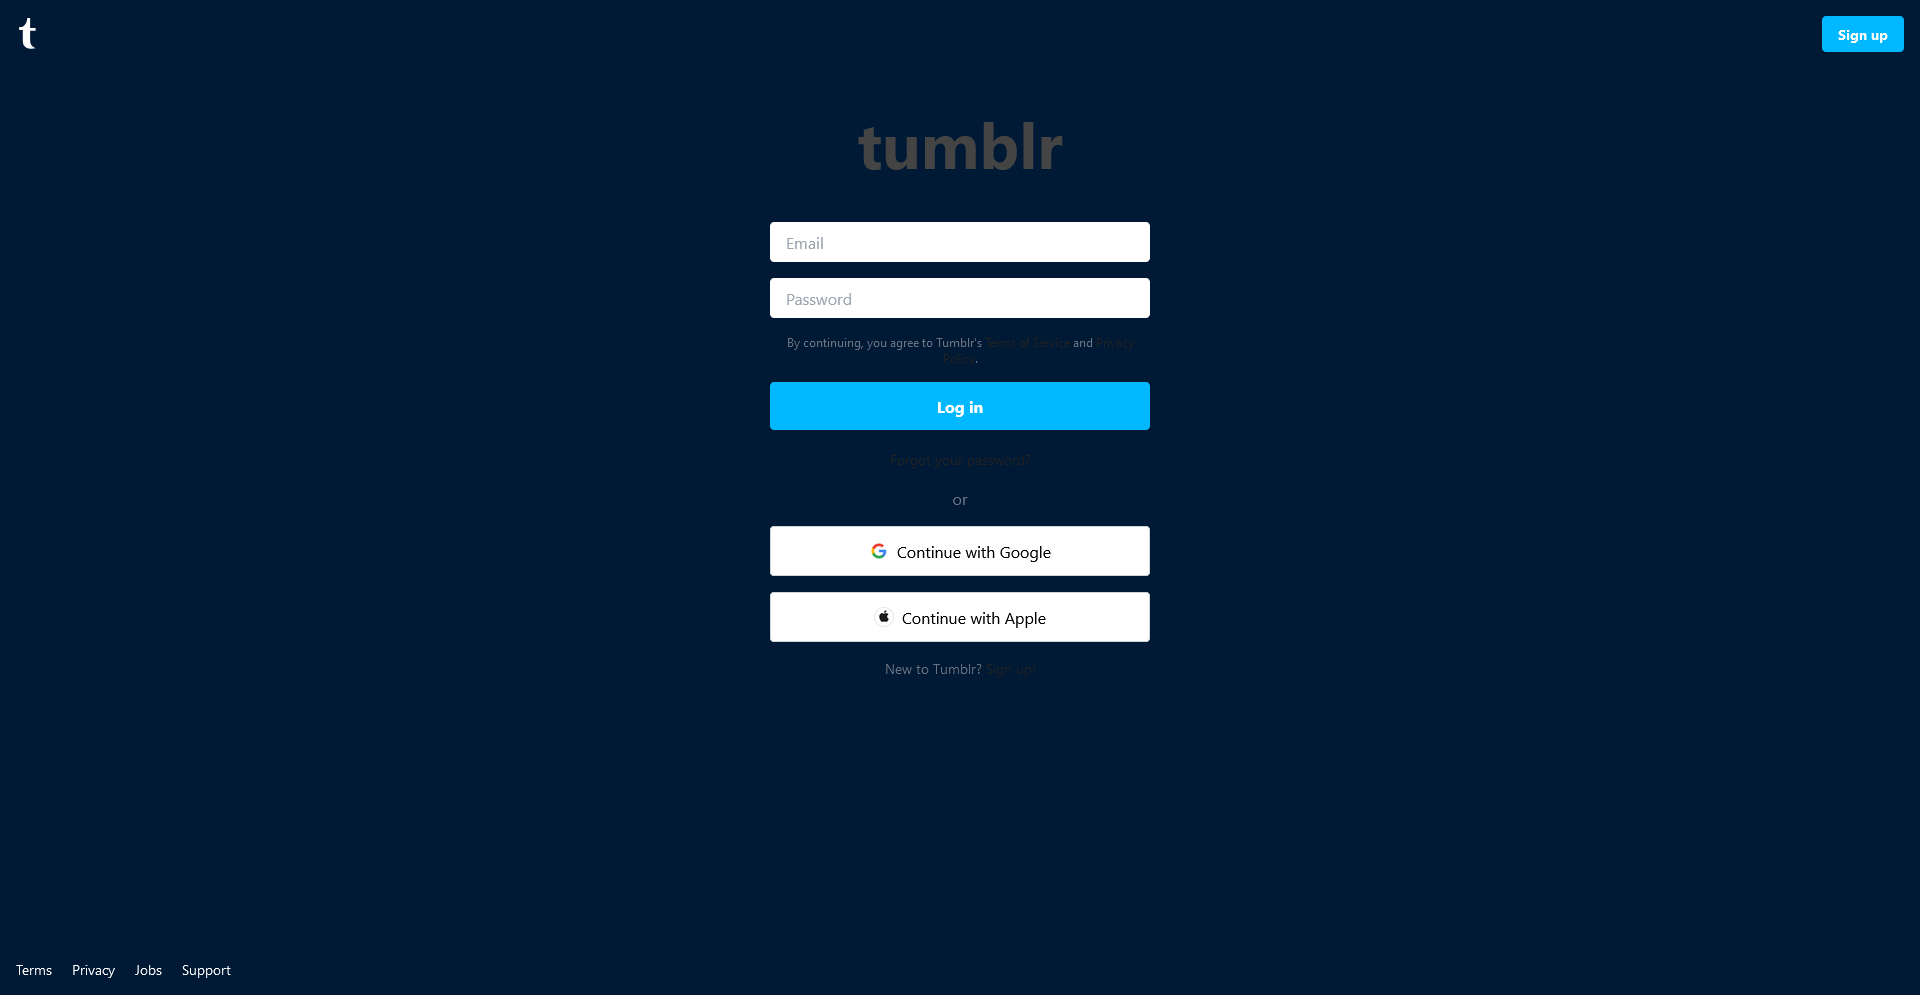 t
Sign up
tumblr
Email
Password
By continuing, you agree to Tumblr's Terms of Service and Privacy
Policy.
Log in
Forgot your password?
or
Continue with Google
Continue with Apple
New to Tumblr? Sign up!
Terms Privacy Jobs Support